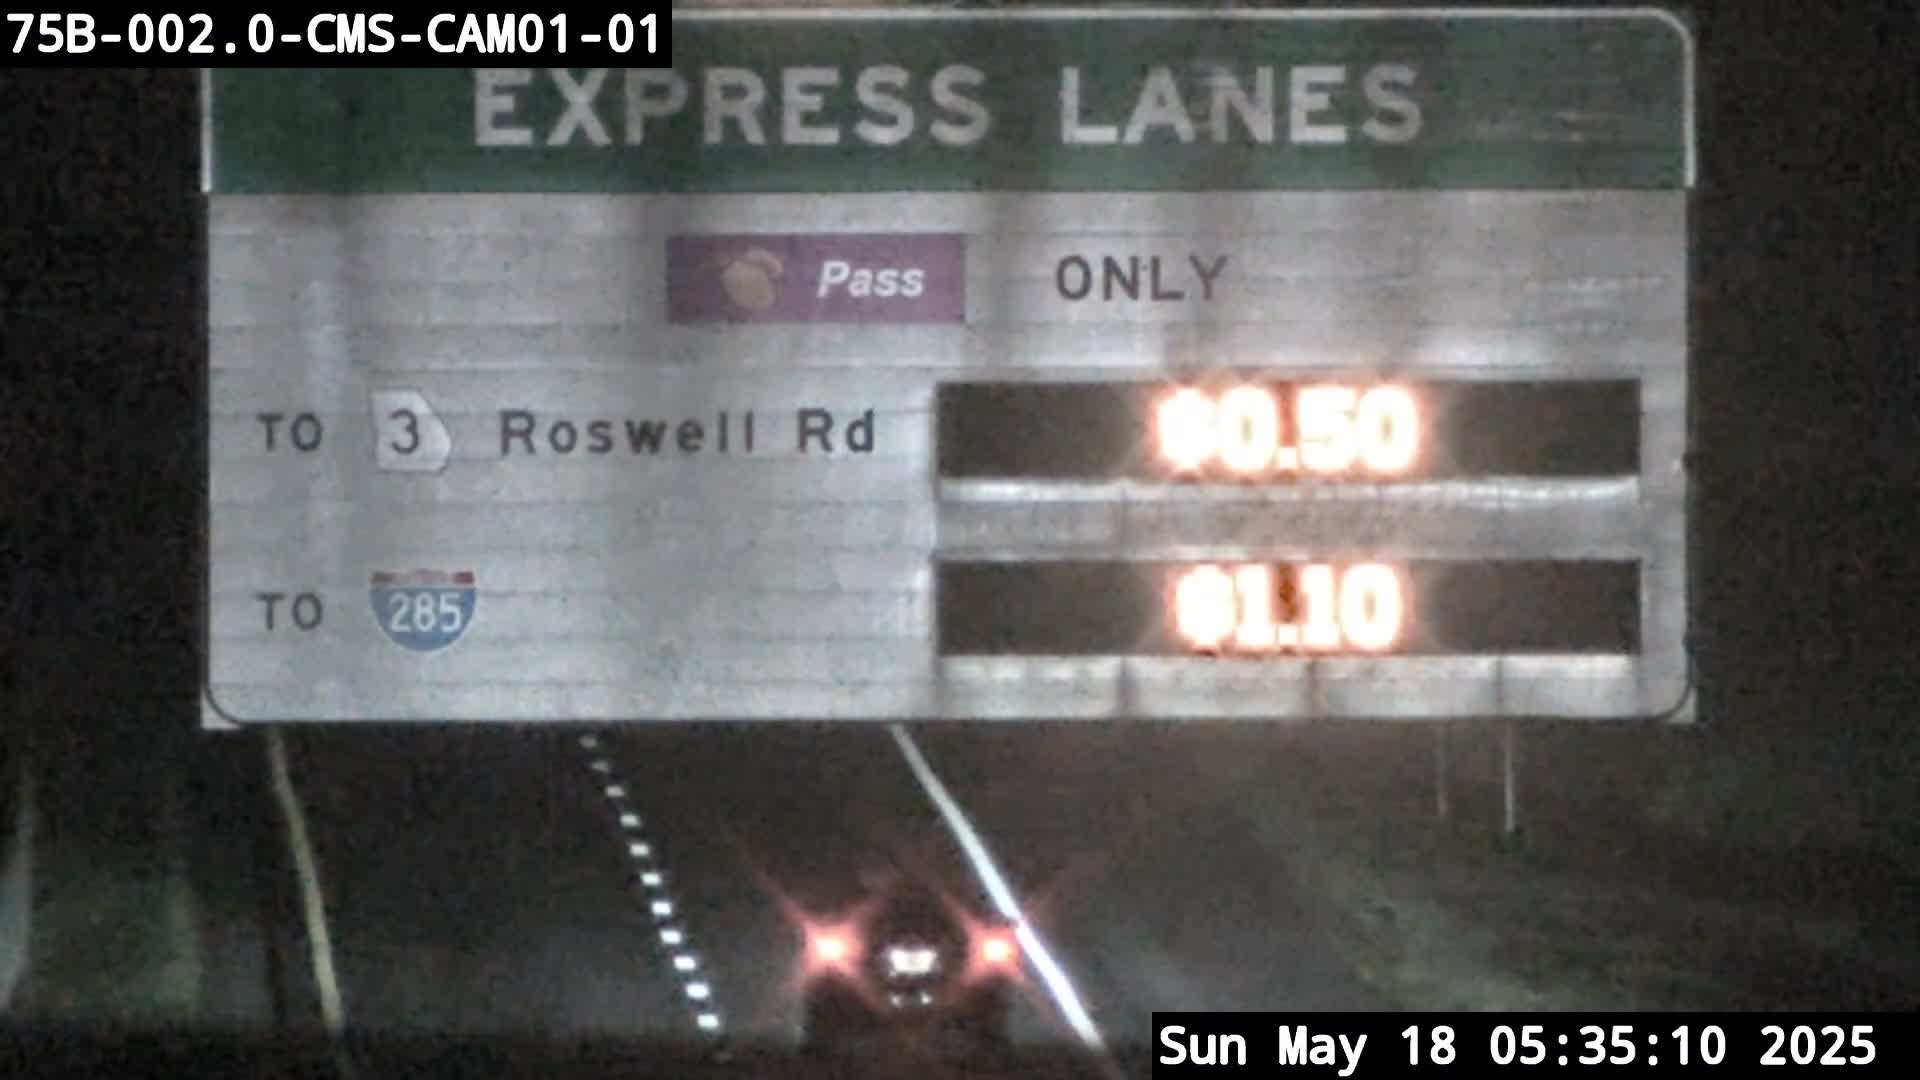 75B-002.0-CMS-CAM01-01
EXPRESS LANES
Pass ONLY
TO 3 Roswell Rd $0.50
TO 285 $1.10
Sun May 18 05:35:10 2025